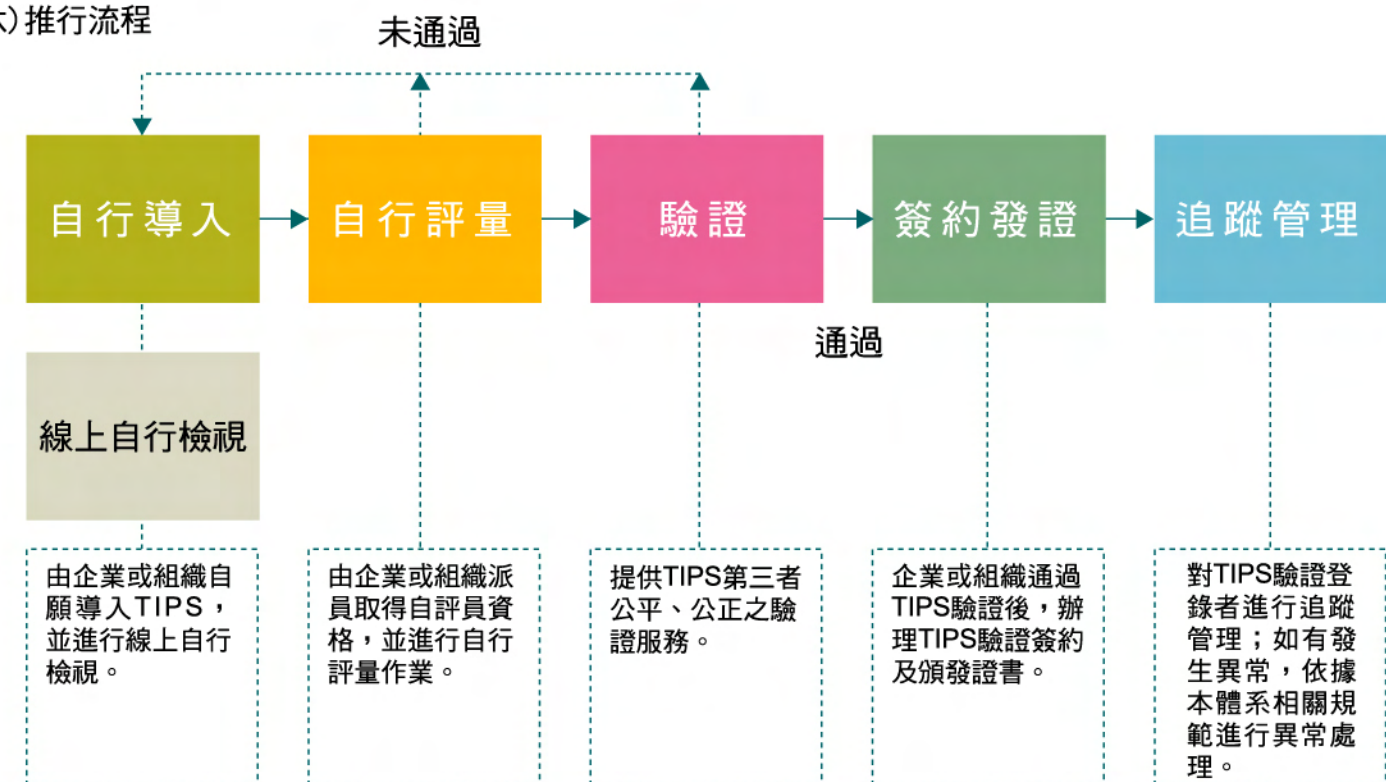 )推行流程
未通過
自行導入
自行評量
驗證
簽約發證
追蹤管理
通過
線上自行檢視
由企業或組織自
願導入TIPS，
並進行線上自行
檢視。
由企業或組織派
員取得自評員資
格，並進行自行
評量作業。
提供TIPS第三者
公平、公正之驗
證服務。
企業或組織通過
TIPS驗證後，辦
理TIPS驗證簽約
及頒發證書。
對TIPS驗證登
錄者進行追蹤
管理；如有發
生異常，依據
本體系相關規
範進行異常處
理。